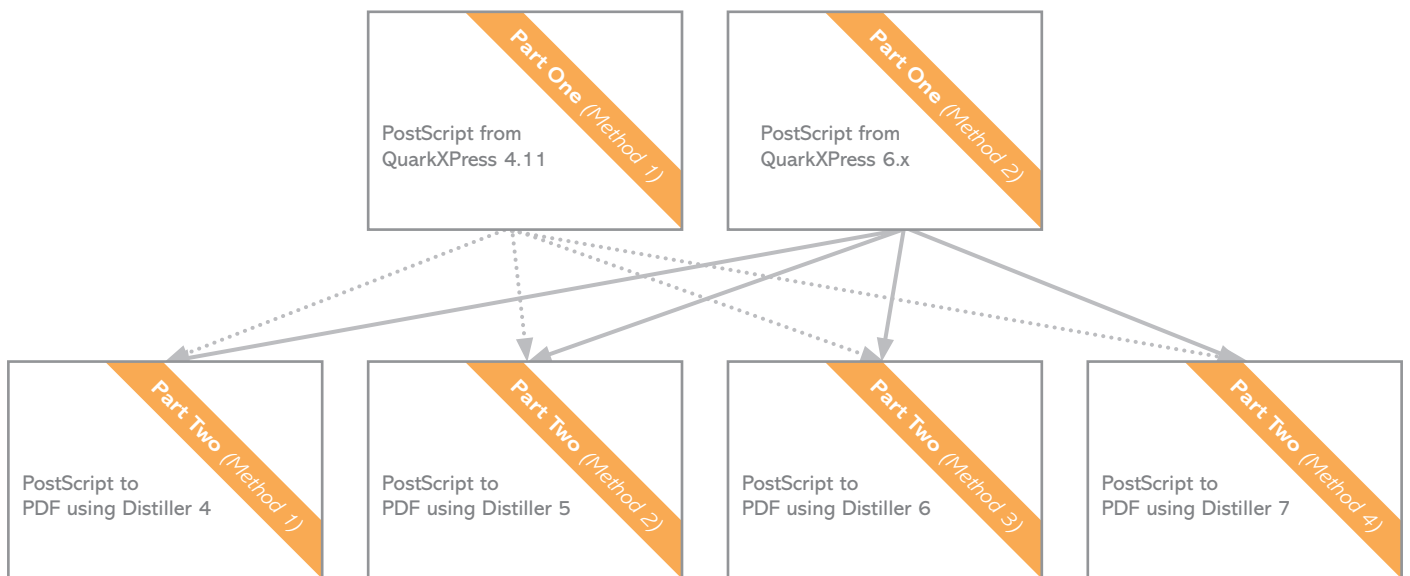 Part One (Method 1)
PostScript from
QuarkXPress 4.11
Part One (Method 2)
PostScript from
QuarkXPress 6.x
Part Two (Method 1)
PostScript to
PDF using Distiller 4
Part Two (Method 2)
PostScript to
PDF using Distiller 5
Part Two (Method 3)
PostScript to
PDF using Distiller 6
Part Two (Method 4)
PostScript to
PDF using Distiller 7